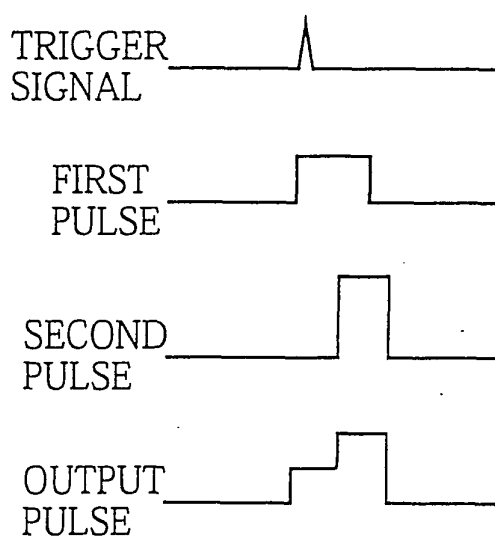 TRIGGER
SIGNAL
FIRST
PULSE
SECOND
PULSE
OUTPUT
PULSE